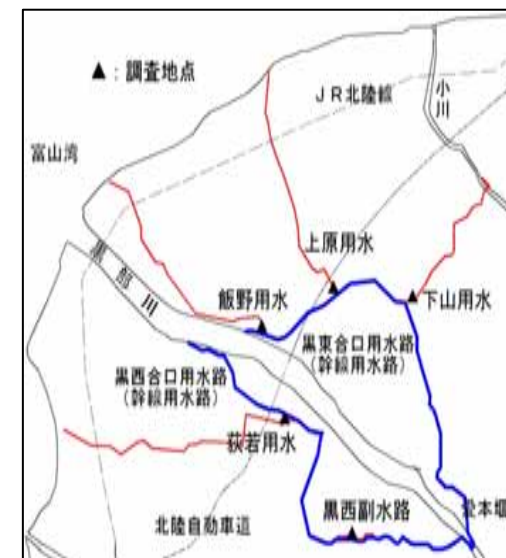 ▲：調査地点
JR北陸線
小川
富山湾
上原用水
黒部川
飯野用水
下山用水
黒東合口用水路
(幹線用水路)
黒西合口用水路
(幹線用水路)
荻若用水
黒西副水路
愛本堰
北陸自動車道